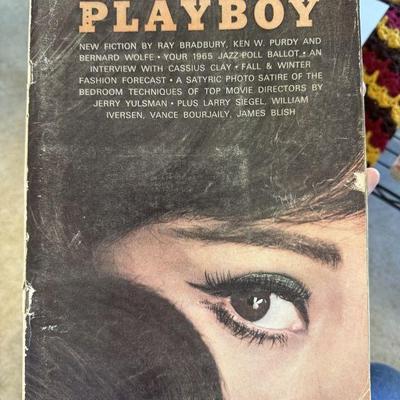 PLAYBOY
NEW FICTION BY RAY BRADBURY, KEN W. PURDY AND
BERNARD WOLFE • YOUR 1965 JAZZ POLL BALLOT • AN
INTERVIEW WITH CASSIUS CLAY • FALL & WINTER
FASHION FORECAST • A SATYRIC PHOTO SATIRE OF THE
BEDROOM TECHNIQUES OF TOP MOVIE DIRECTORS BY
JERRY YULSMAN • PLUS LARRY SIEGEL, WILLIAM
IVERSEN, VANCE BOURJAILY, JAMES BLISH